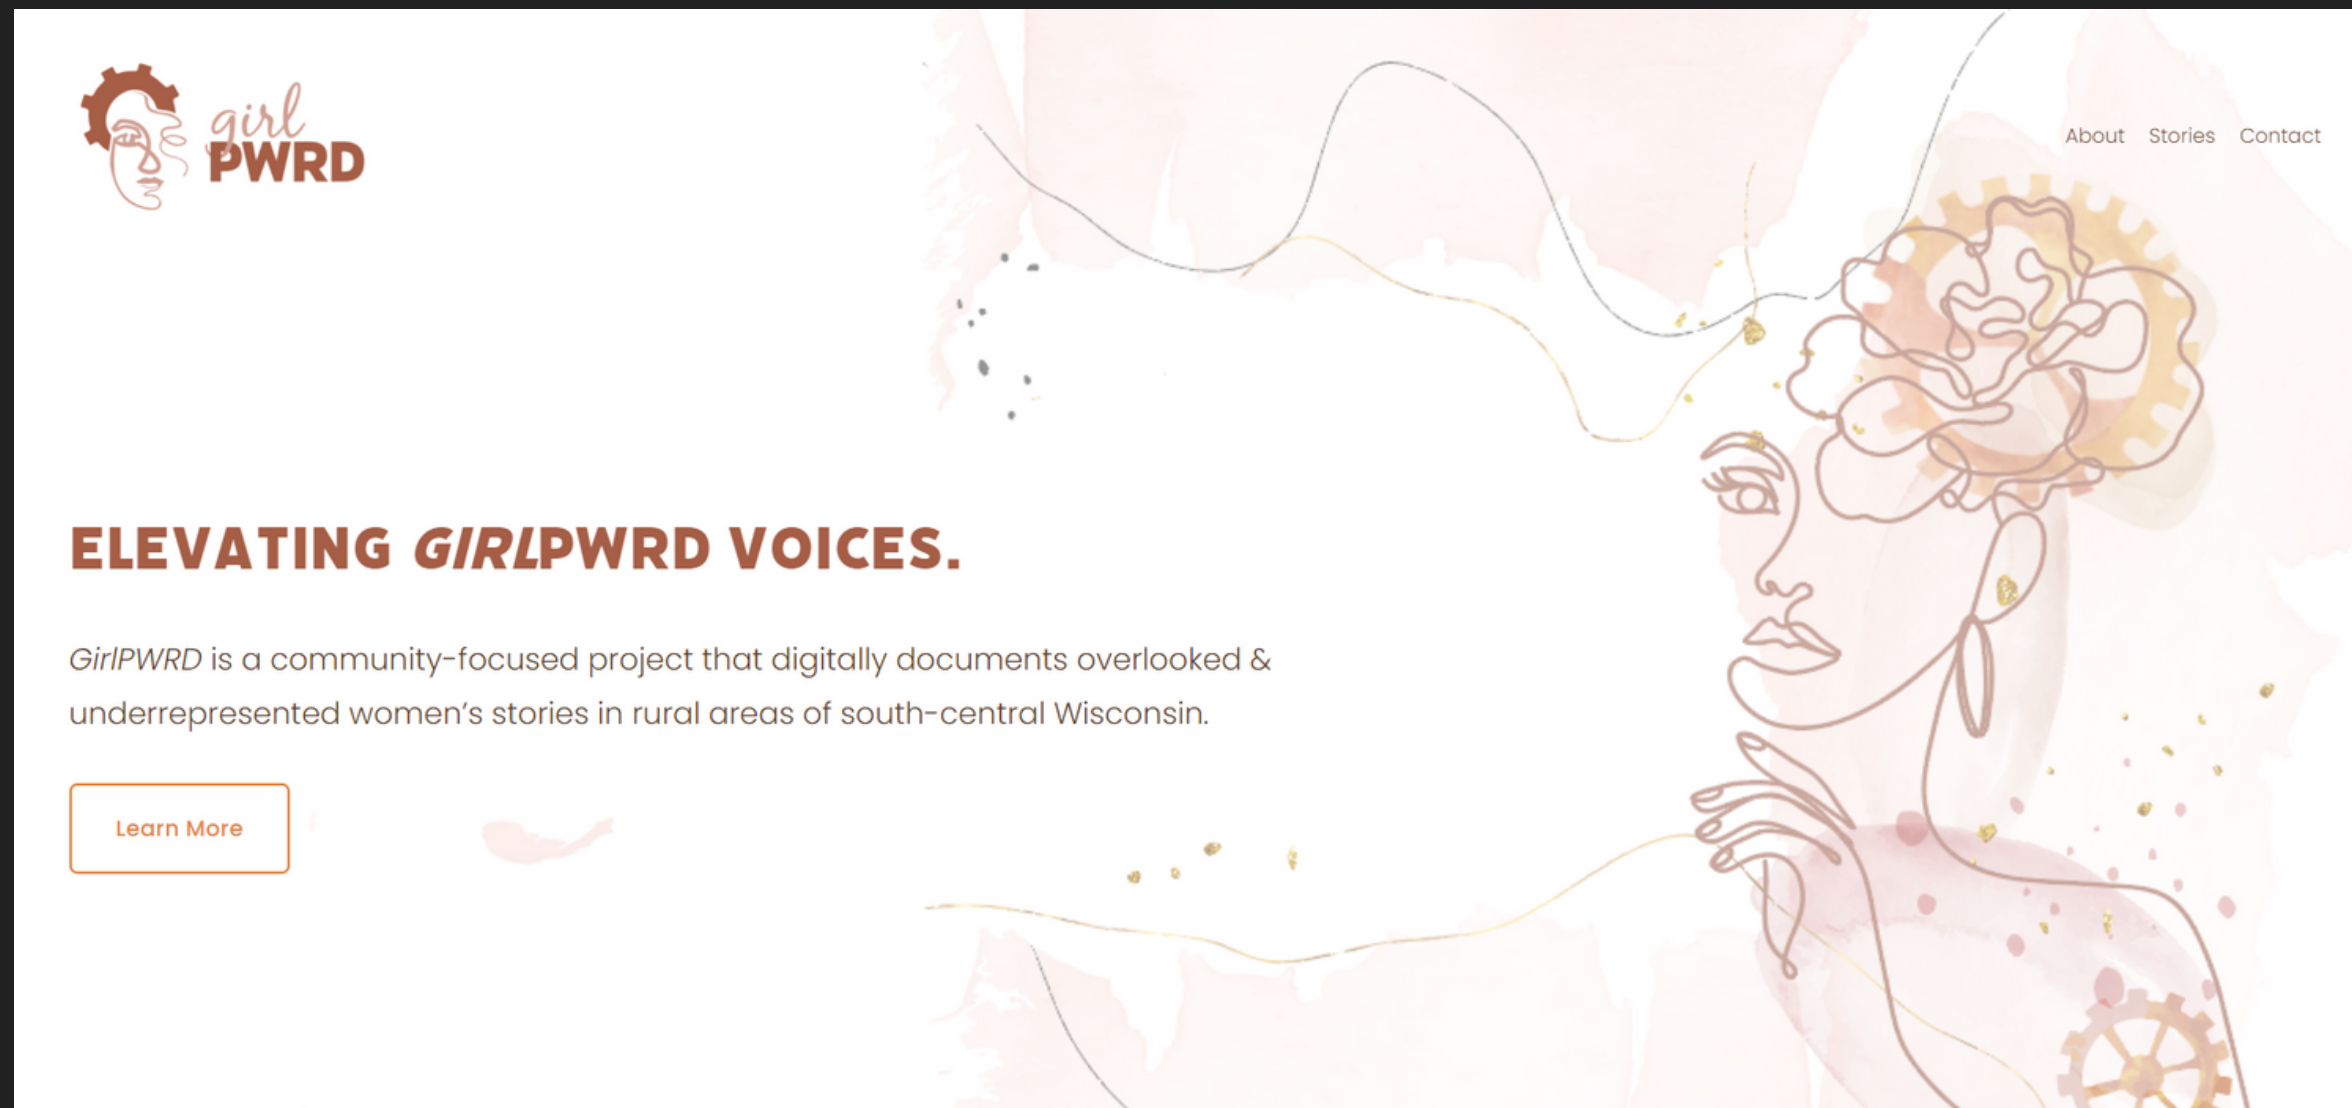 girl
PWRD
About Stories Contact
ELEVATING GIRLPWRD VOICES.
GirlPWRD is a community-focused project that digitally documents overlooked &
underrepresented women’s stories in rural areas of south-central Wisconsin.
Learn More